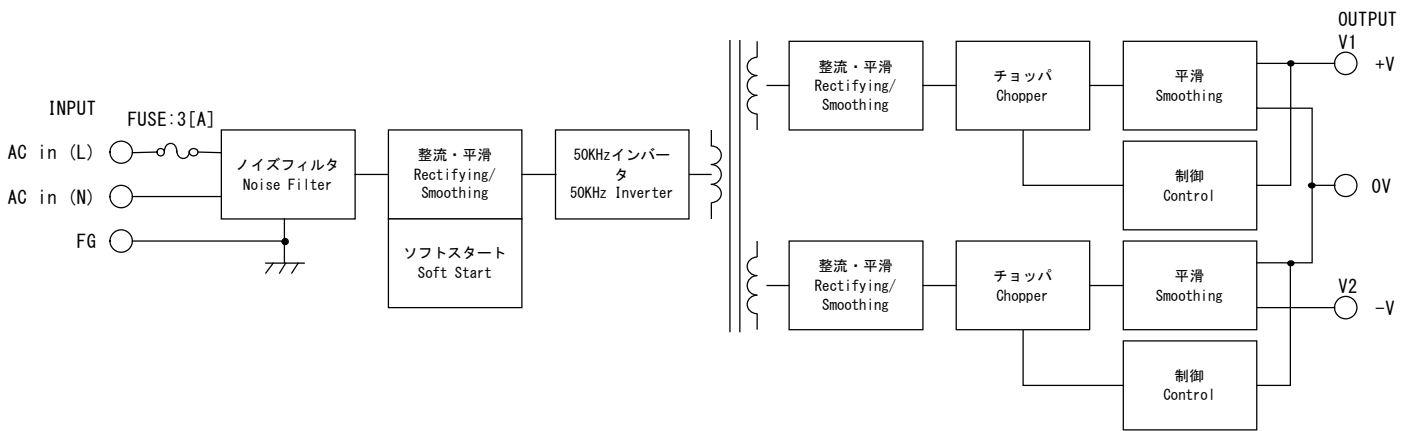 INPUT
AC in (L)
AC in (N)
FG
FUSE:3[A]
ノイズフィルタ
Noise Filter
整流・平滑
Rectifying/
Smoothing
ソフトスタート
Soft Start
50KHzインバー
タ
50KHz Inverter
整流・平滑
Rectifying/
Smoothing
チョッパ
Chopper
平滑
Smoothing
制御
Control
整流・平滑
Rectifying/
Smoothing
チョッパ
Chopper
平滑
Smoothing
制御
Control
OUTPUT
V1
+V
0V
V2
-V